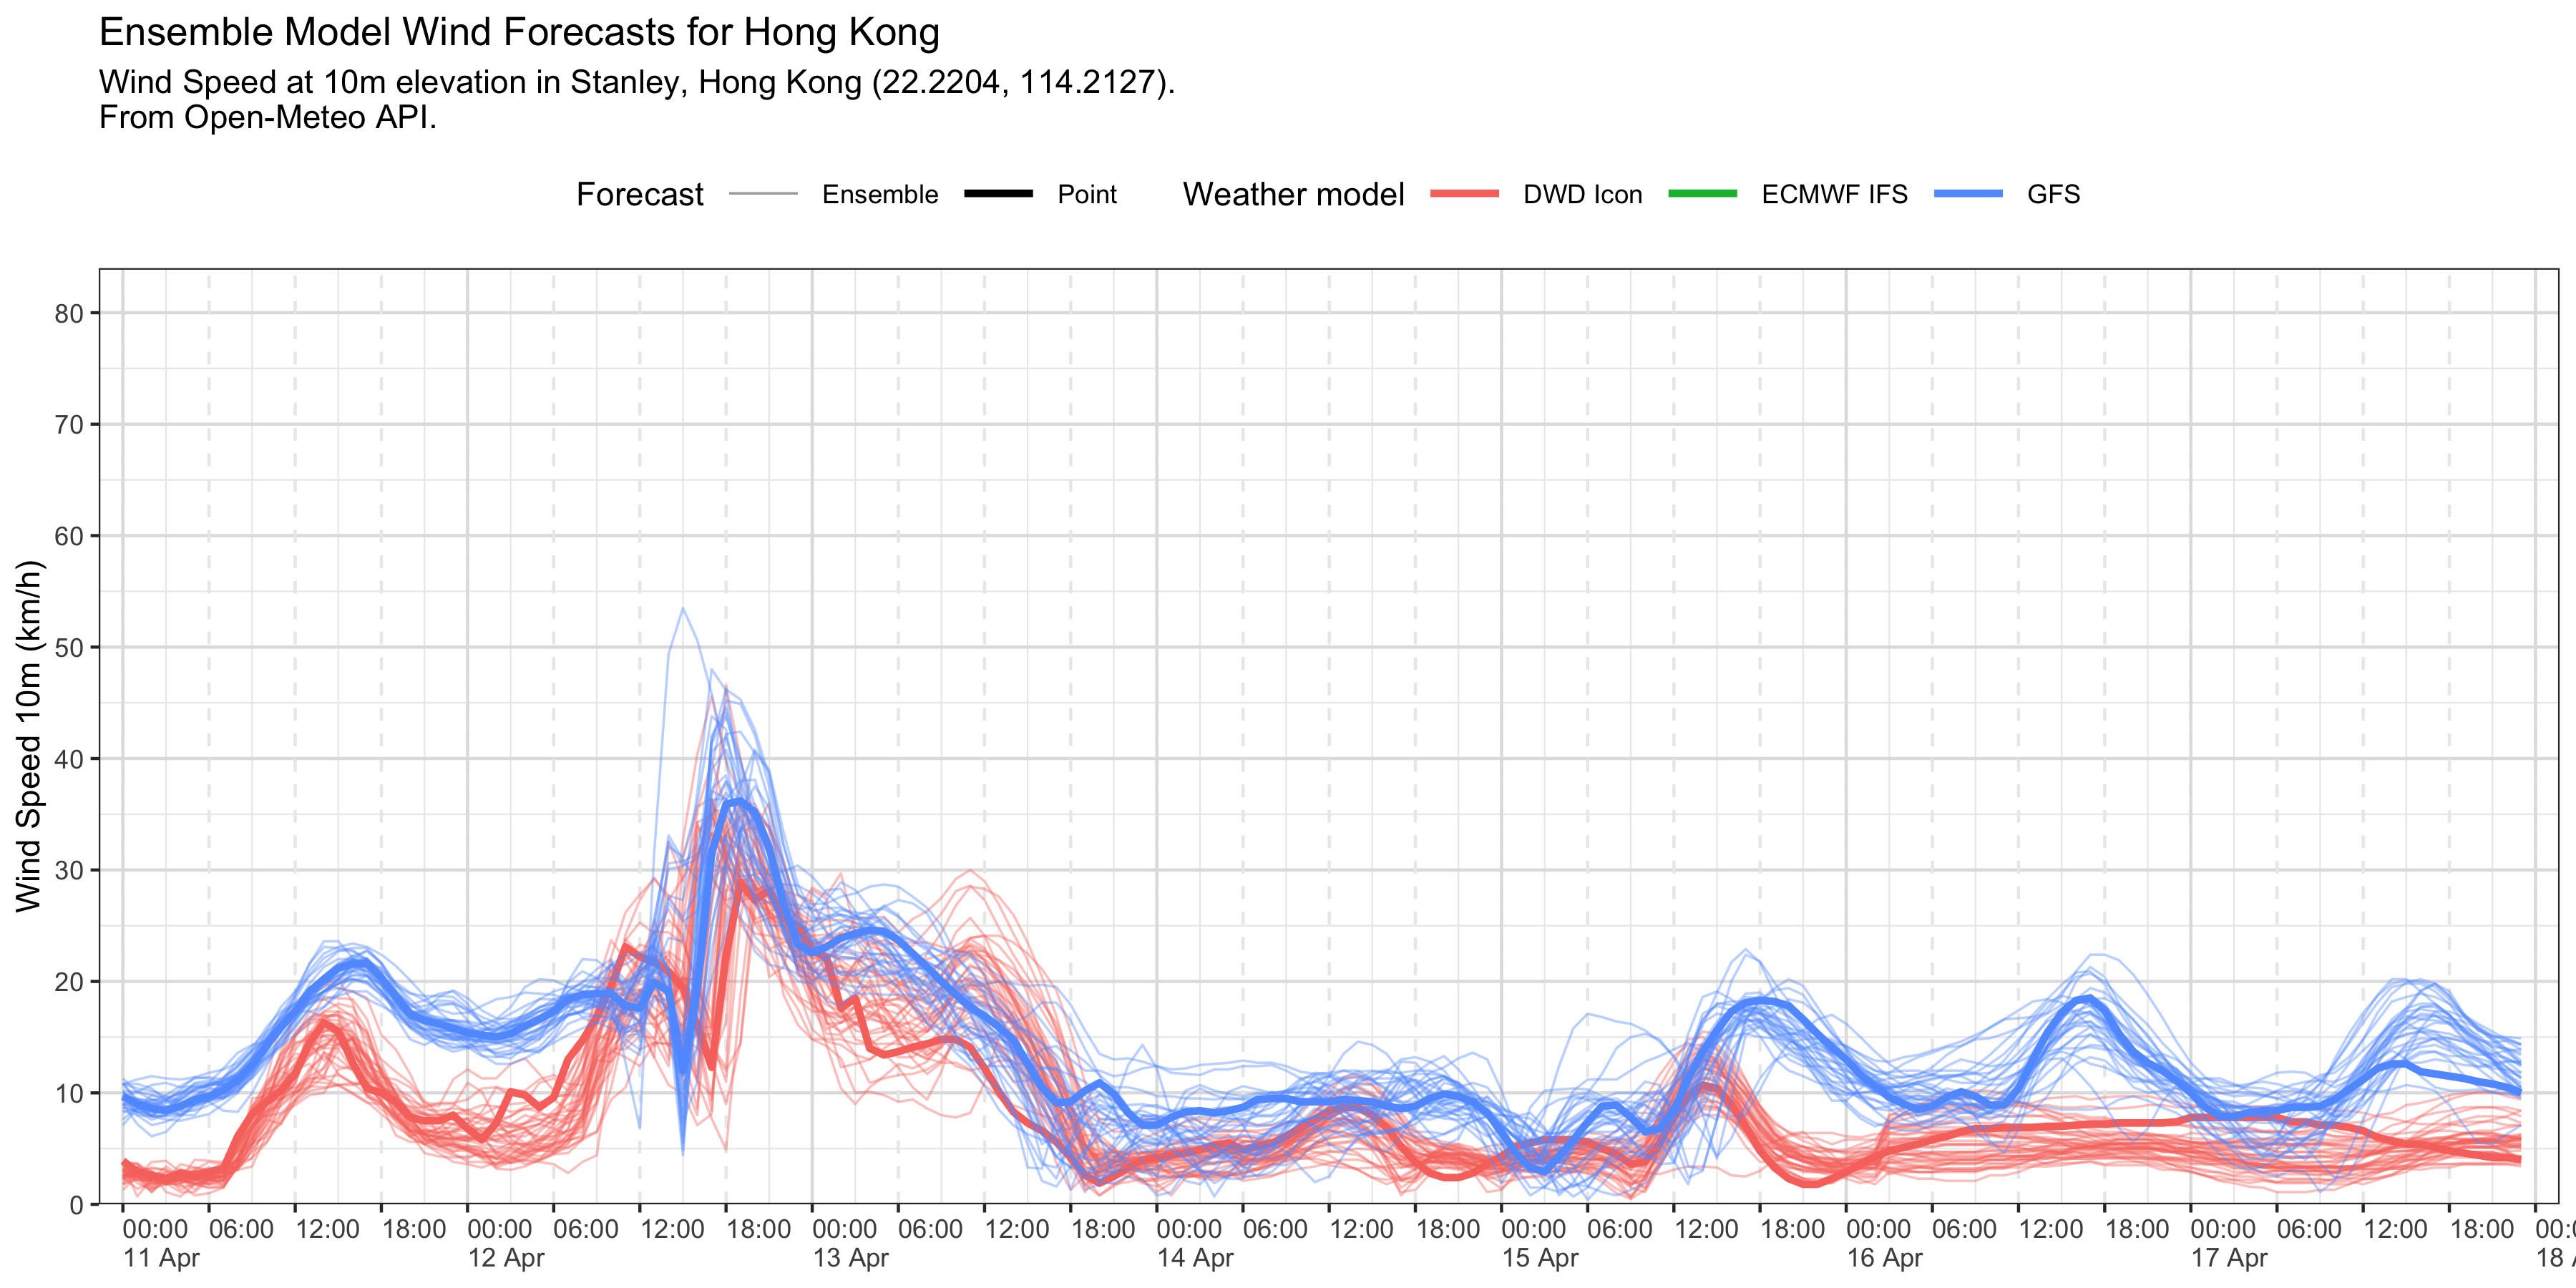 Ensemble Model Wind Forecasts for Hong Kong
Wind Speed at 10m elevation in Stanley, Hong Kong (22.2204, 114.2127).
From Open-Meteo API.
Forecast Ensemble Point Weather model DWD Icon ECMWF IFS GFS
Wind Speed 10m (km/h)
80
70
60
50
40
30
20
10
0
00:00 06:00 12:00 18:00 00:00 06:00 12:00 18:00 00:00 06:00 12:00 18:00 00:00 06:00 12:00 18:00 00:00 06:00 12:00 18:00 00:00 06:00 12:00 18:00 00:00 06:00 12:00 18:00 00:0
11 Apr 12 Apr 13 Apr 14 Apr 15 Apr 16 Apr 17 Apr 18